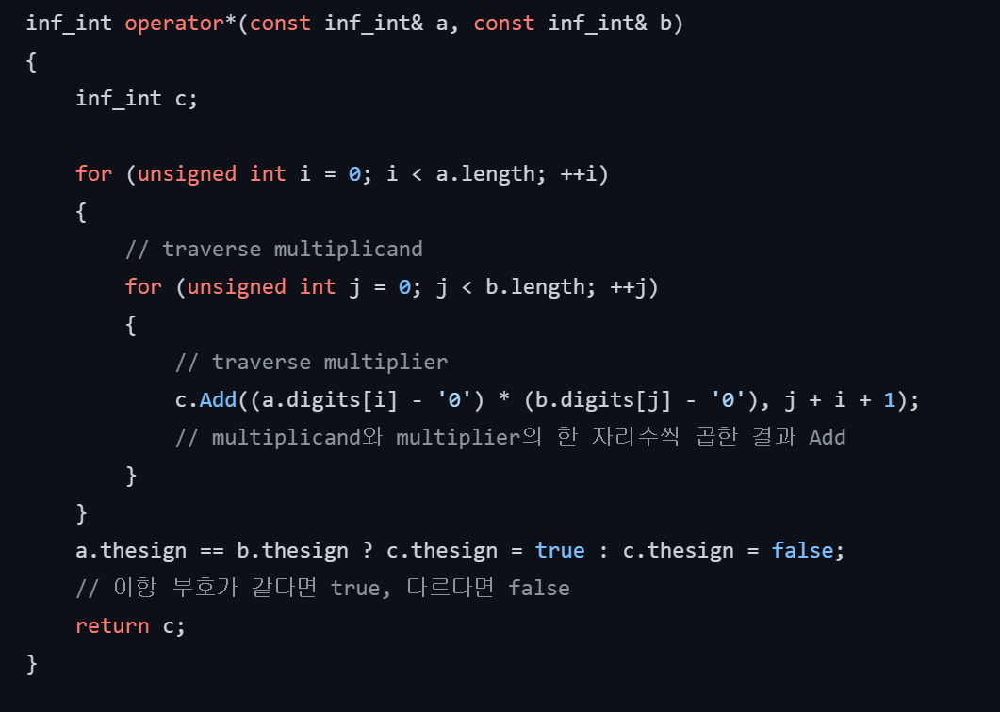 inf_int operator*(const inf_int& a, const inf_int& b)
{
    inf_int c;

    for (unsigned int i = 0; i < a.length; ++i)
    {
        // traverse multiplicand
        for (unsigned int j = 0; j < b.length; ++j)
        {
            // traverse multiplier
            c.Add((a.digits[i] - '0') * (b.digits[j] - '0'), j + i + 1);
            // multiplicand와 multiplier의 한 자리수씩 곱한 결과 Add
        }
    }
    a.thesign == b.thesign ? c.thesign = true : c.thesign = false;
    // 이항 부호가 같다면 true, 다르다면 false
    return c;
}